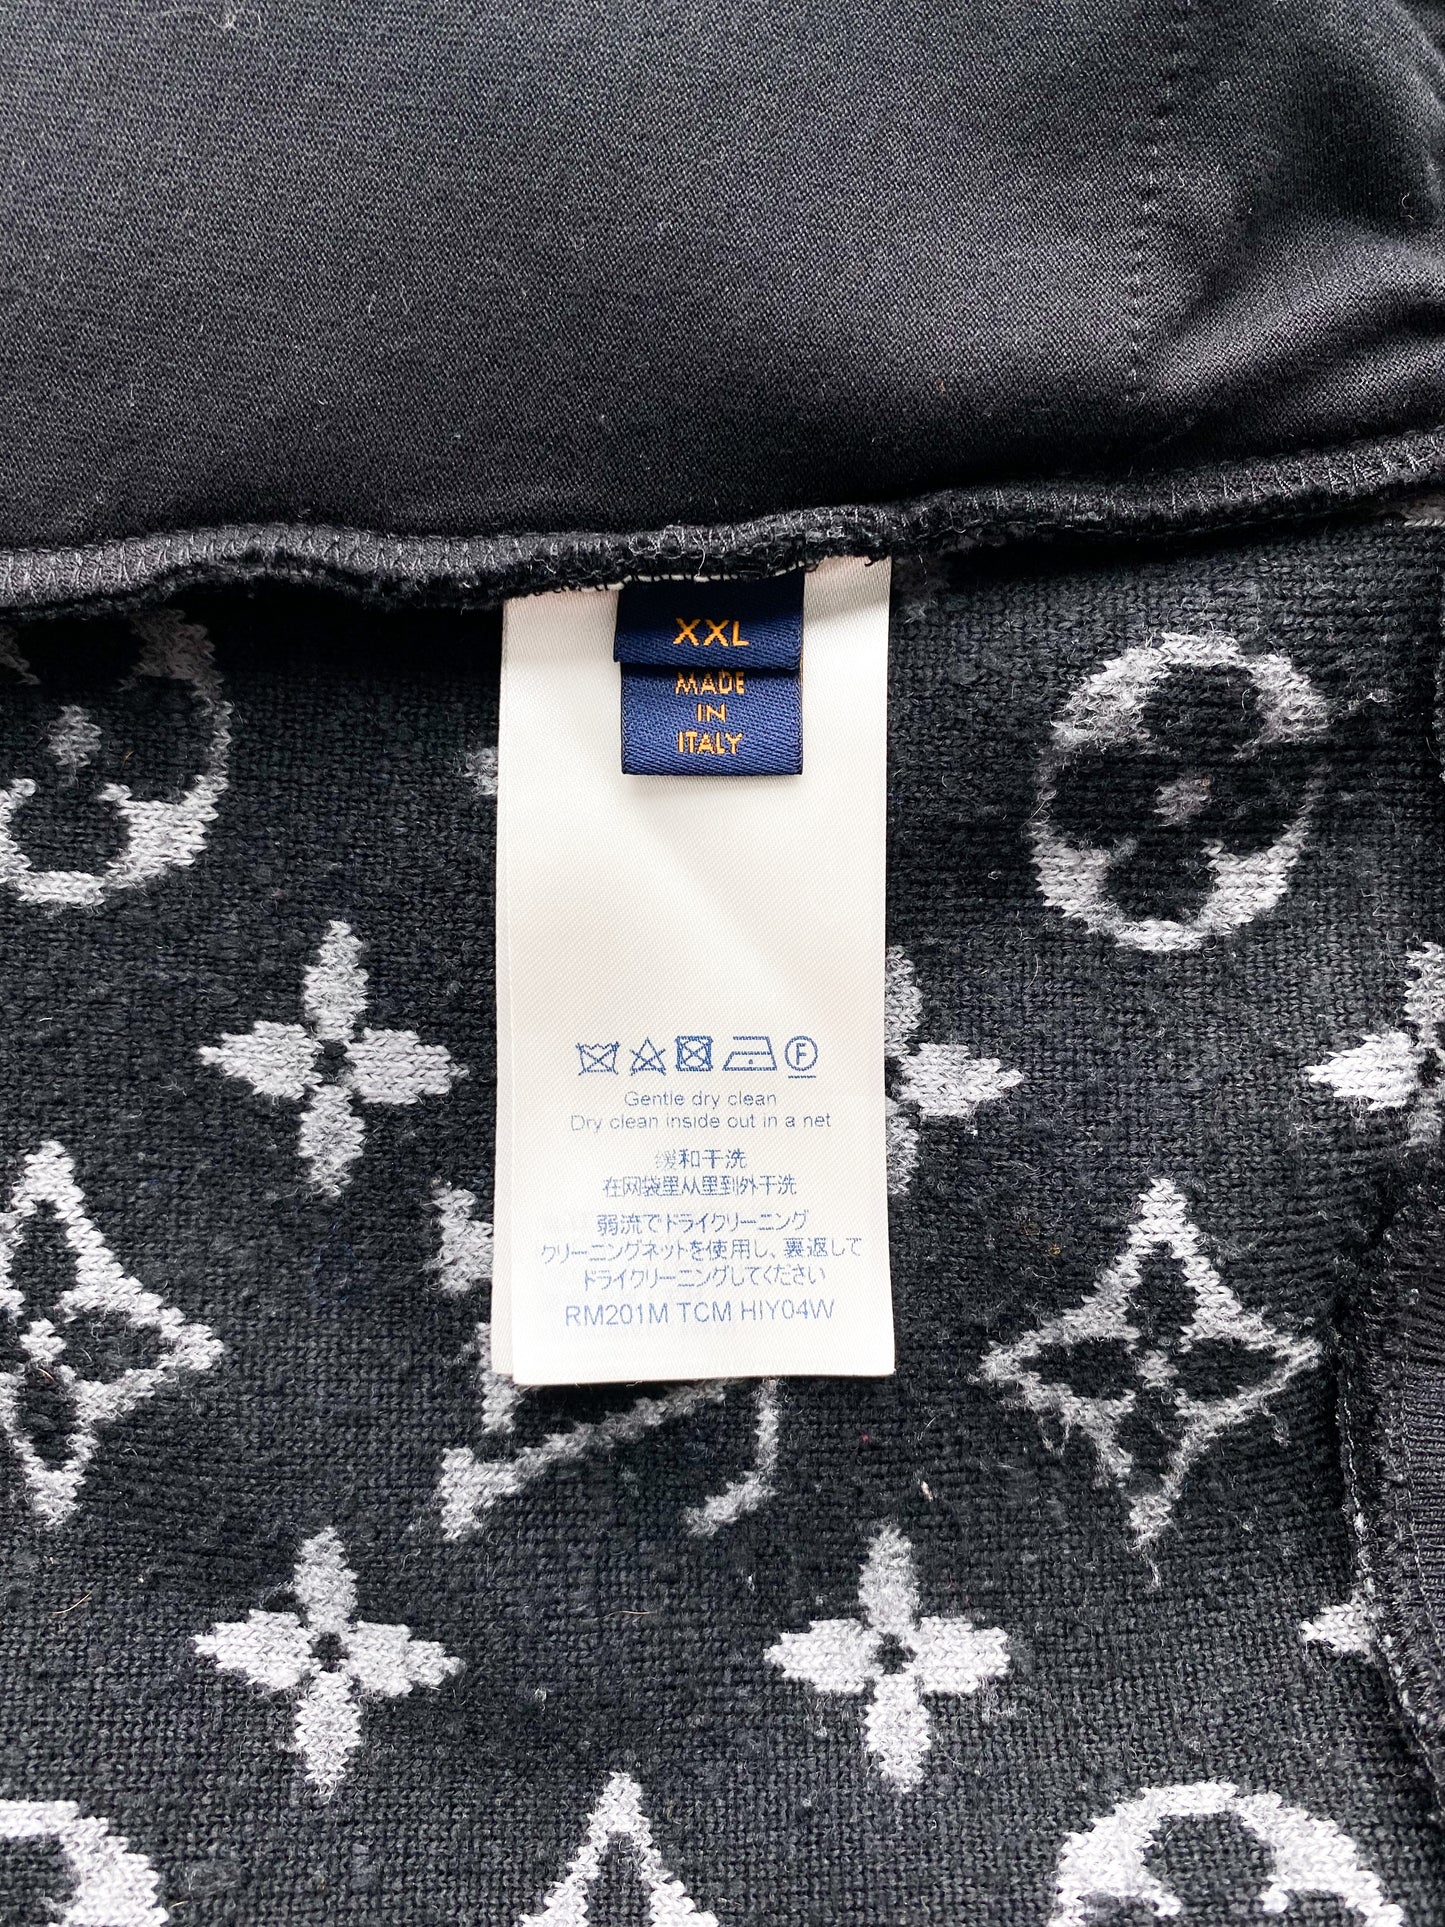 XXL
MADE
IN
ITALY
F
Gentle dry clean
Dry clean inside out in a net
缓和干洗
在网袋里从里到外干洗
弱流でドライクリーニング
クリーニングネットを使用し、裏返して
ドライクリーニングしてください
RM201M TCM HIY04W